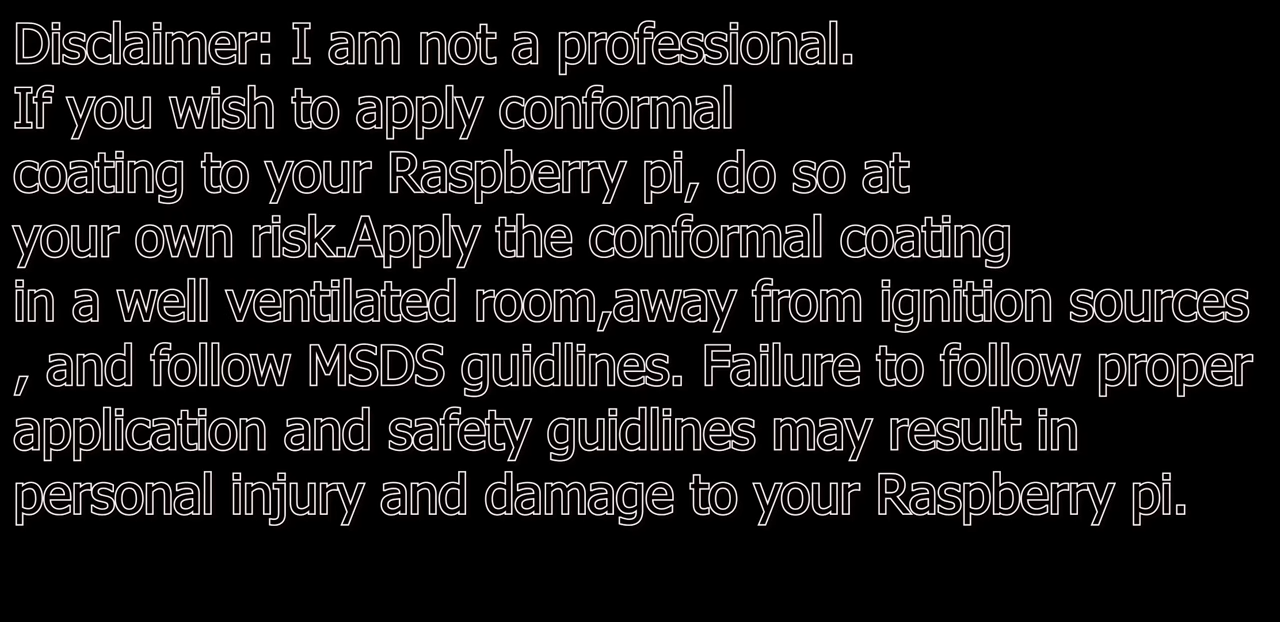 Disclaimer: I am not a professional.
If you wish to apply conformal
coating to your Raspberry pi, do so at
your own risk.Apply the conformal coating
in a well ventilated room,away from ignition sources
, and follow MSDS guidlines. Failure to follow proper
application and safety guidlines may result in
personal injury and damage to your Raspberry pi.